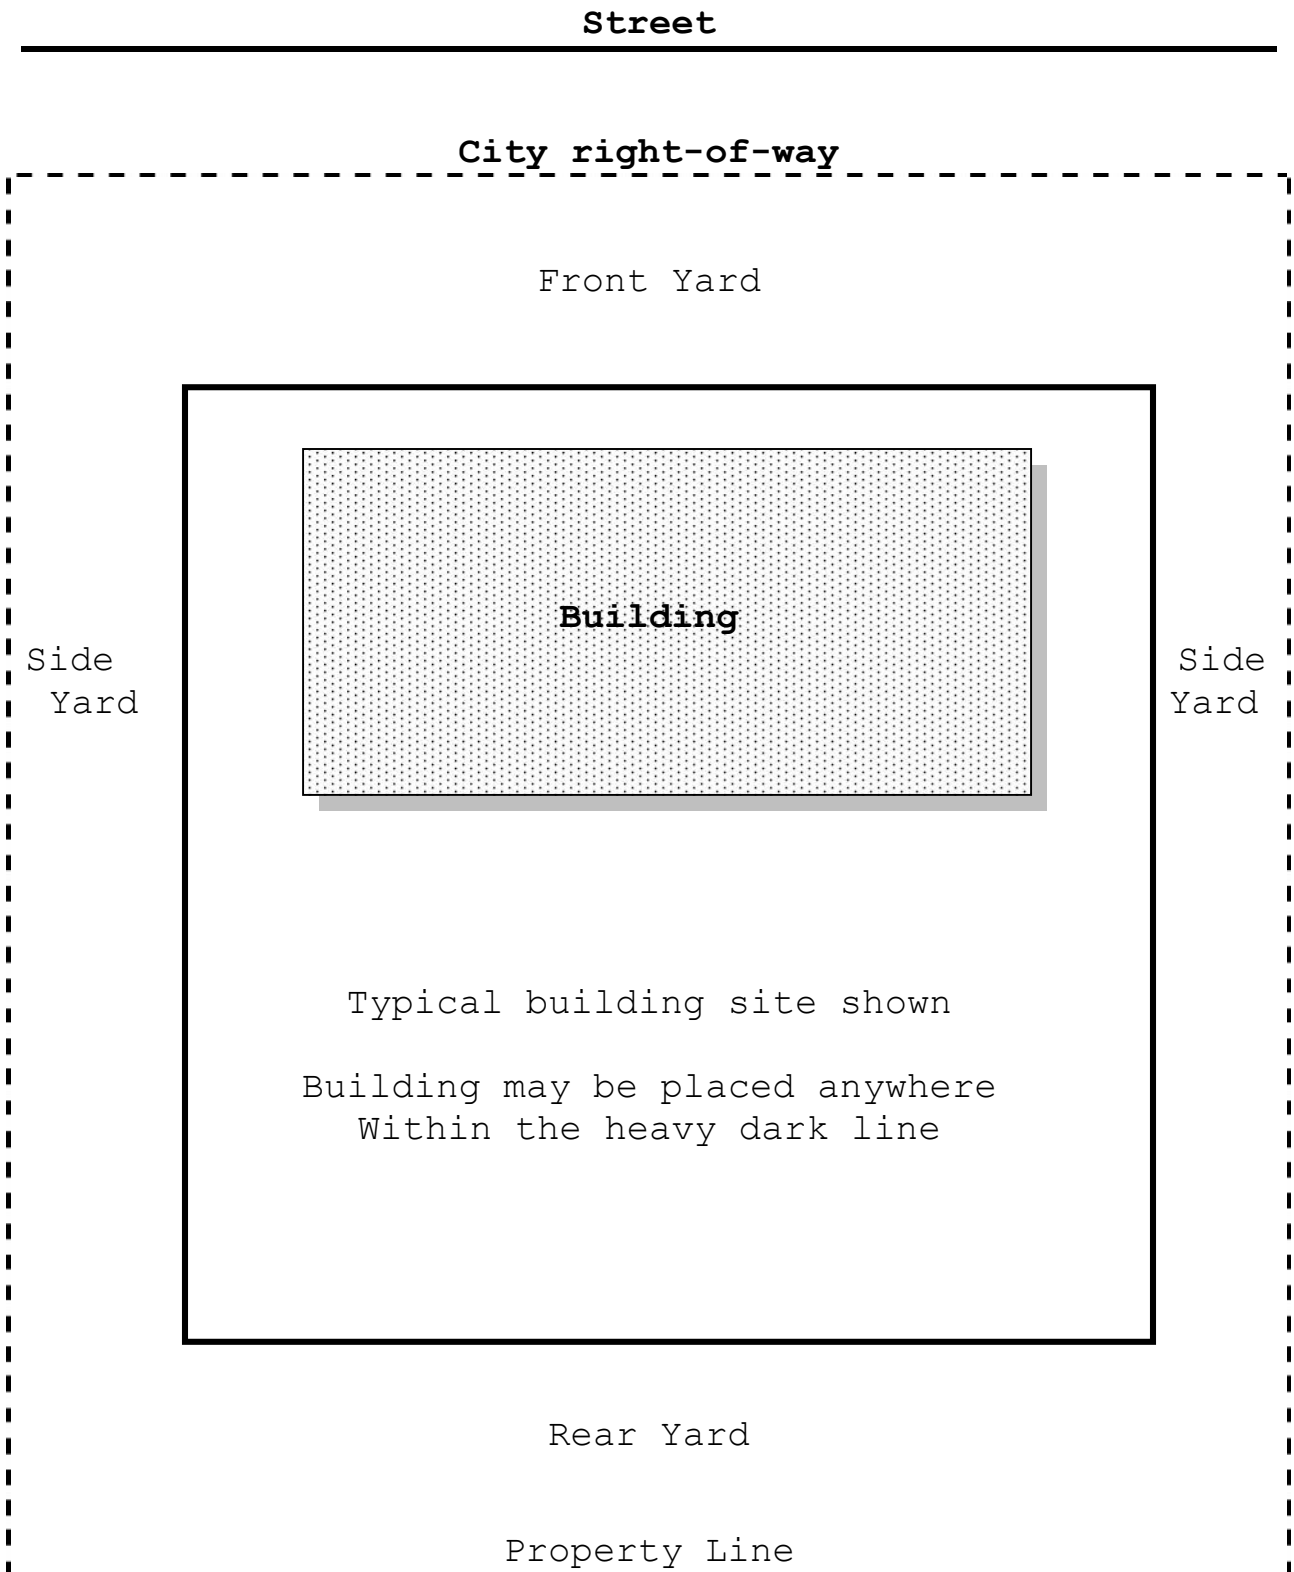 Street
City right-of-way
Front Yard
Building
Side
Yard
Side
Yard
Typical building site shown
Building may be placed anywhere
Within the heavy dark line
Rear Yard
Property Line